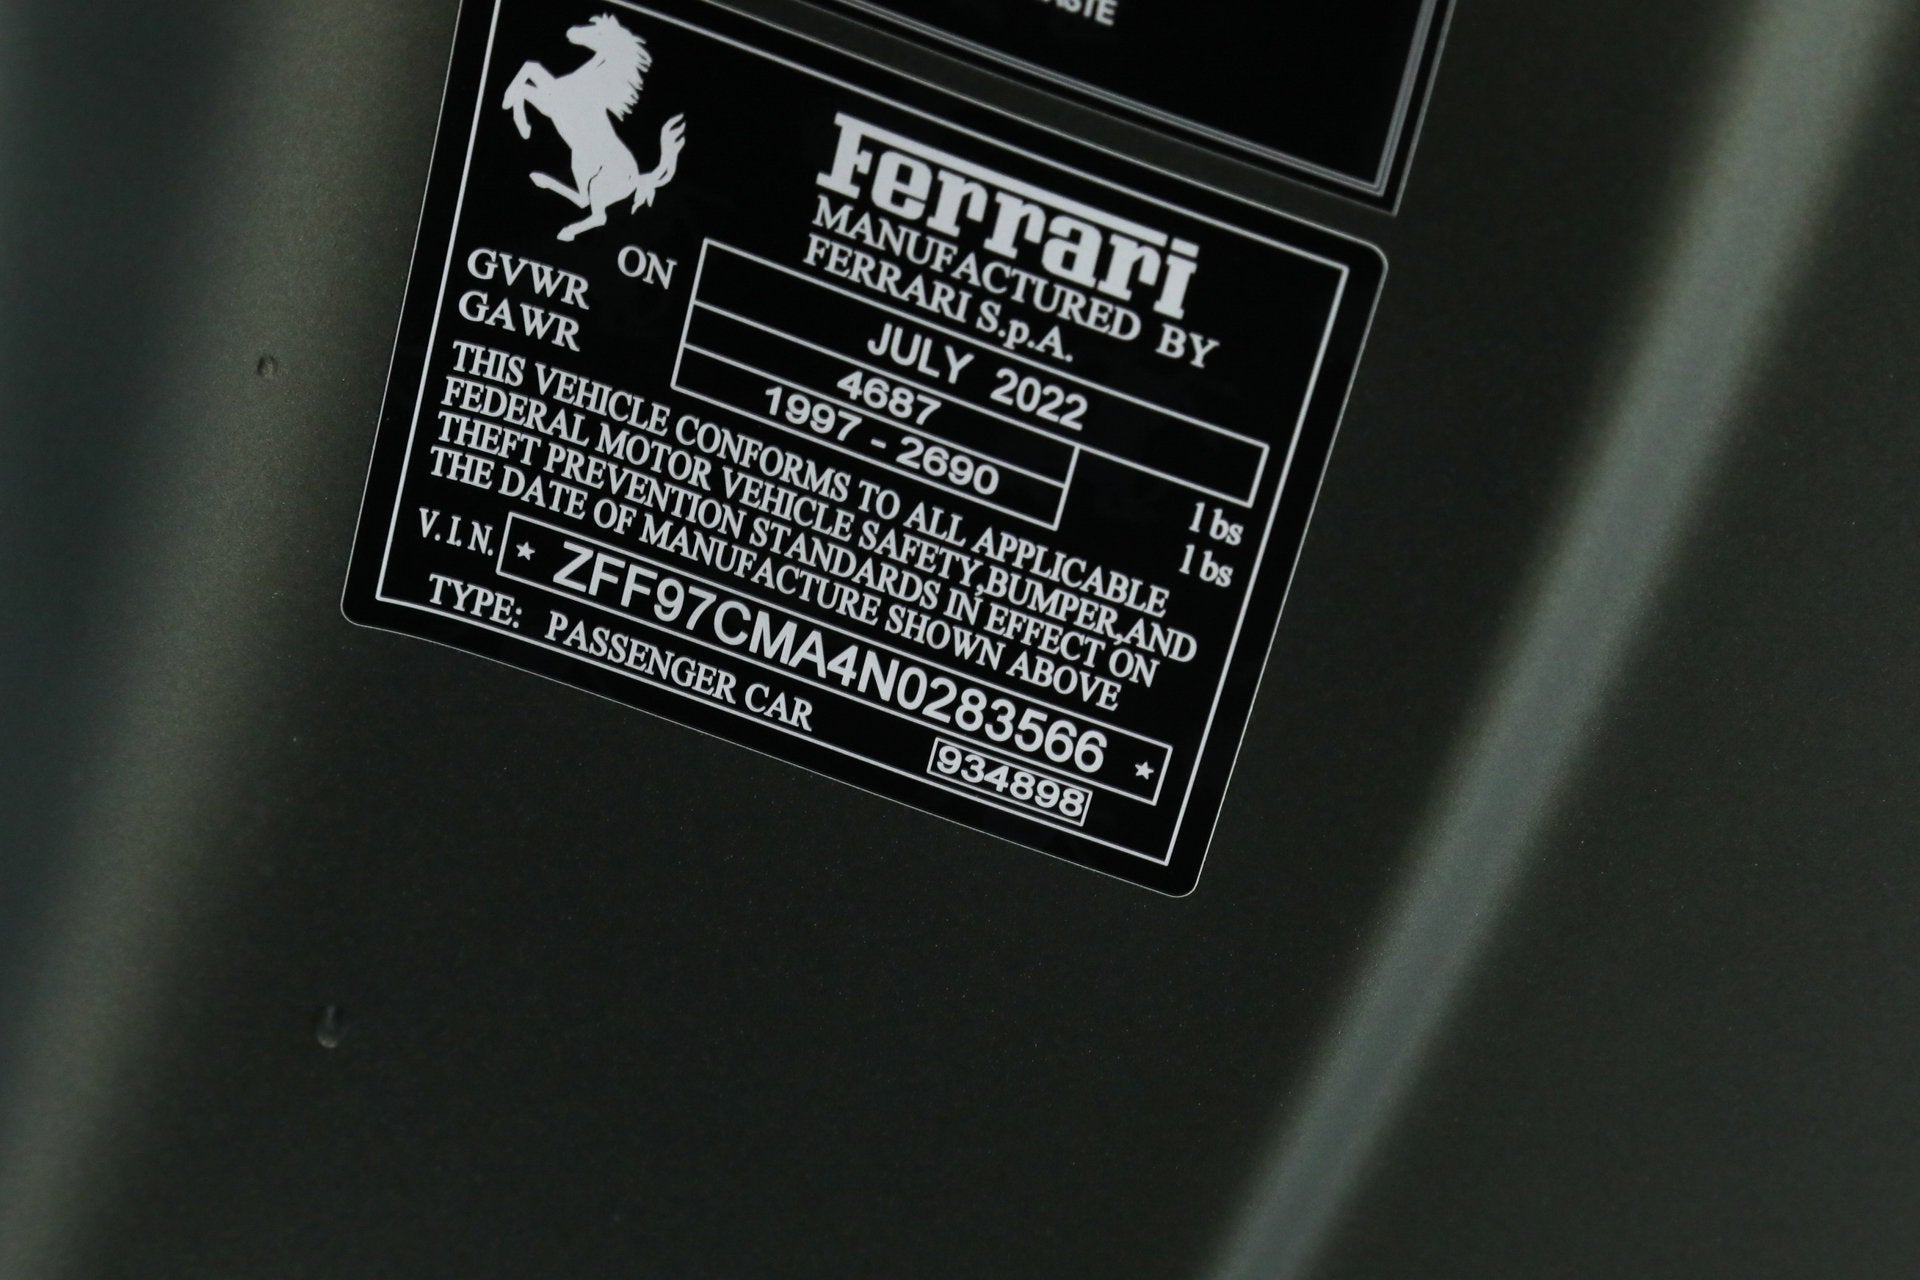 Ferrari
MANUFACTURED BY
FERRARI S.p.A.
ON JULY 2022
GVWR 4687 lbs
GAWR 1997 - 2690 lbs
THIS VEHICLE CONFORMS TO ALL APPLICABLE
FEDERAL MOTOR VEHICLE SAFETY,BUMPER,AND
THEFT PREVENTION STANDARDS IN EFFECT ON
THE DATE OF MANUFACTURE SHOWN ABOVE
V.I.N. ★ ZFF97CMA4N0283566 ★
TYPE: PASSENGER CAR 934898